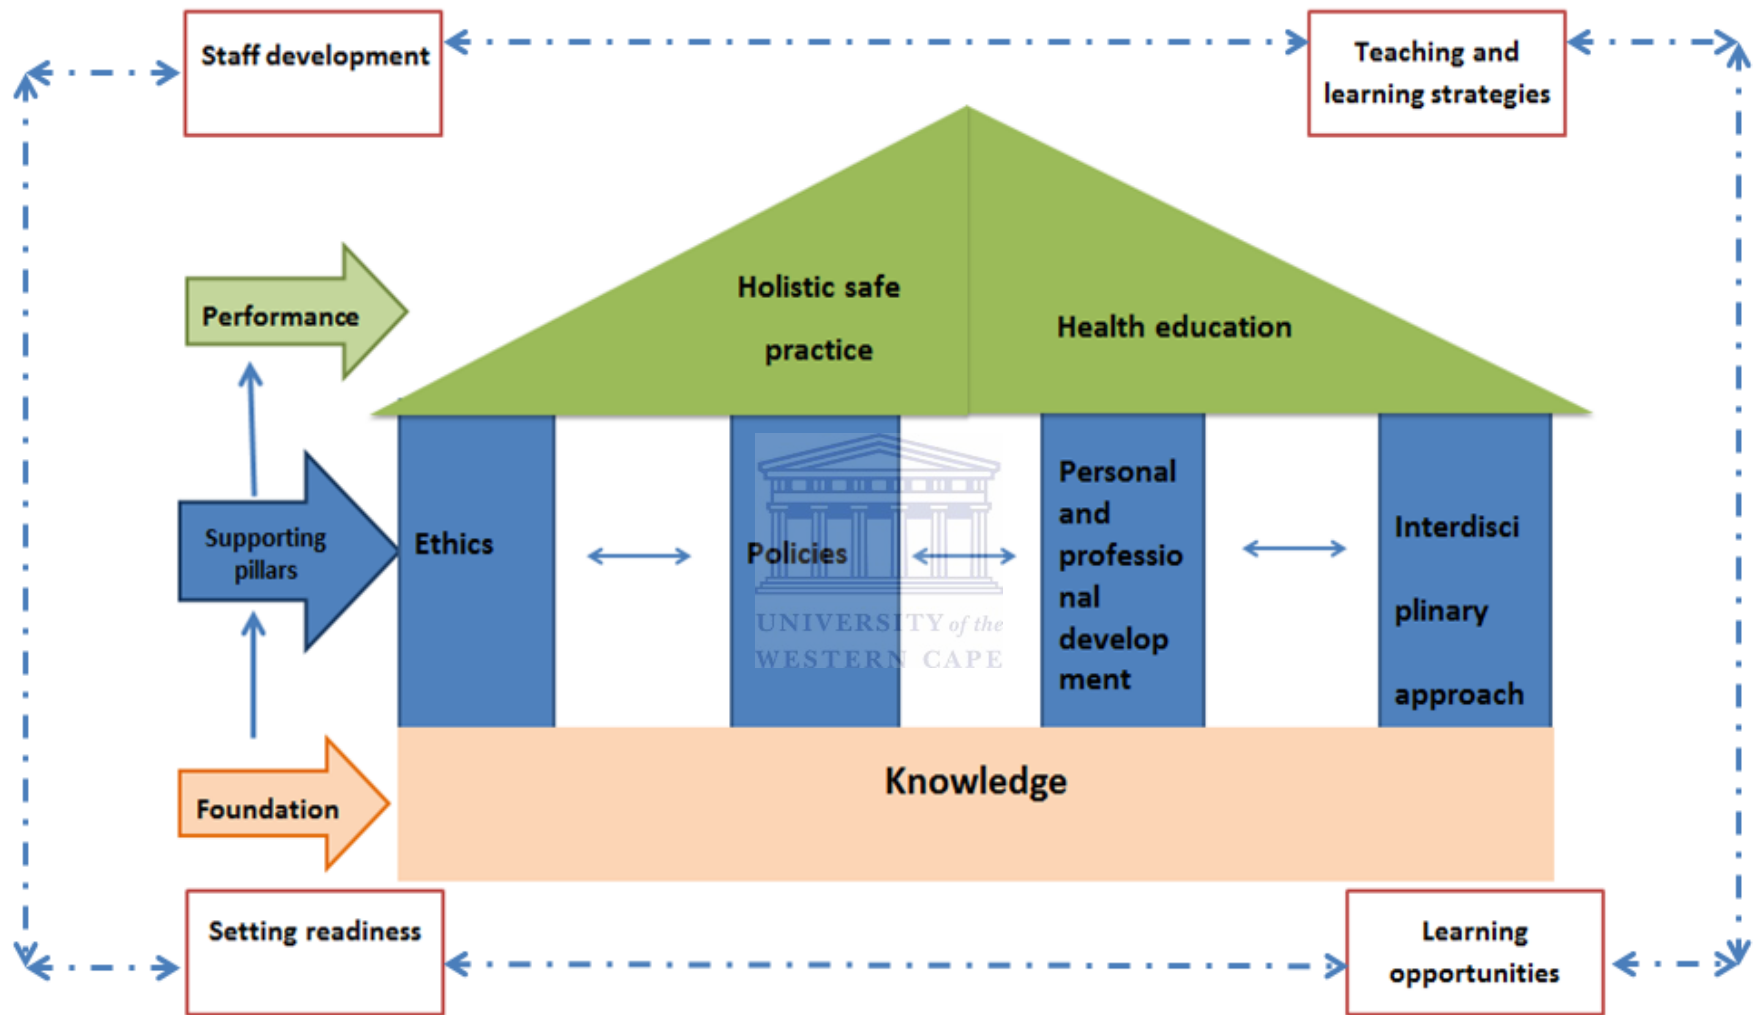 Staff development
Teaching and
learning strategies
Holistic safe
practice
Health education
Performance
Supporting
pillars
Ethics
Policies
Personal
and
professio
nal
develop
ment
Interdisci
plinary
approach
UNIVERSITY of the
WESTERN CAPE
Knowledge
Foundation
Setting readiness
Learning
opportunities